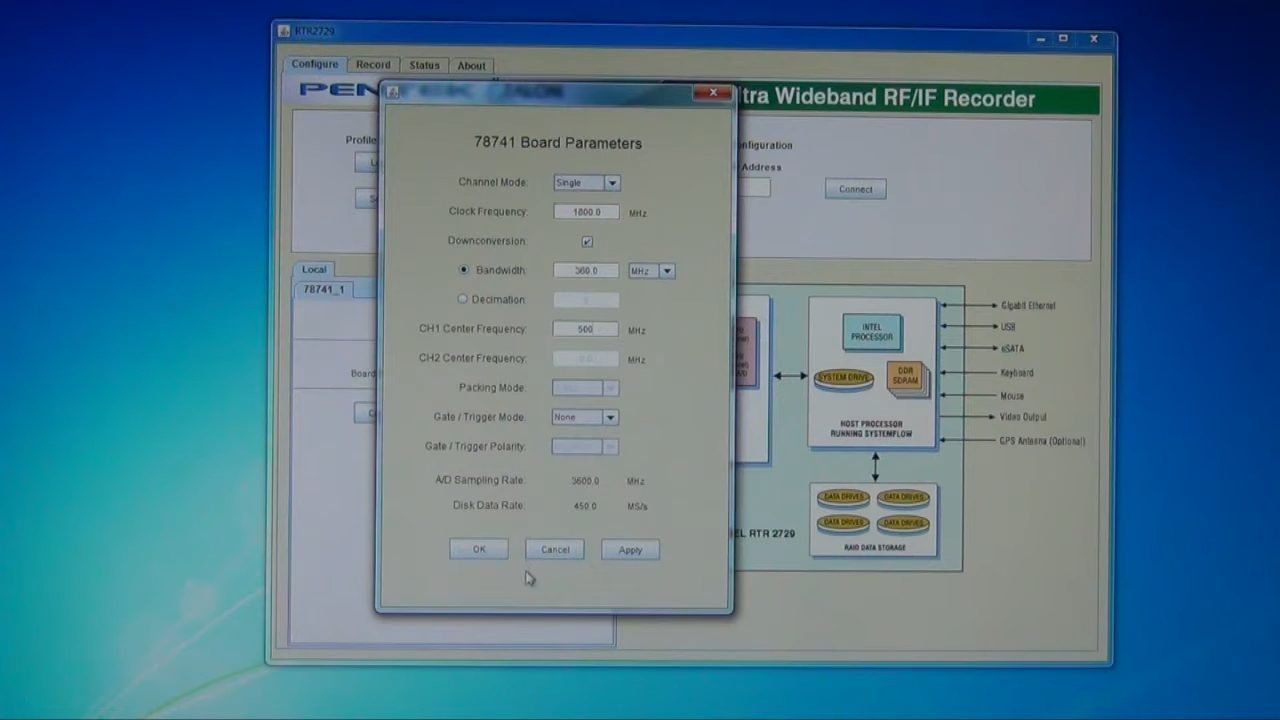 RTR2729
Configure
Record
Status
About
tra Wideband RF/IF Recorder
78741 Board Parameters
Channel Mode: Single
Clock Frequency: 1800.0 MHz
Downconversion:
Bandwidth: 360.0 MHz
Decimation:
CH1 Center Frequency: 500 MHz
CH2 Center Frequency: 0.0 MHz
Packing Mode:
Gate / Trigger Mode: None
Gate / Trigger Polarity:
A/D Sampling Rate: 3600.0 MHz
Disk Data Rate: 450.0 MS/s
OK
Cancel
Apply
Profile
Address
Connect
Local
78741_1
Board
INTEL
PROCESSOR
SYSTEM DRIVE
DDR
SDRAM
HOST PROCESSOR
RUNNING SYSTEMFLOW
Gigabit Ethernet
USB
eSATA
Keyboard
Mouse
Video Output
GPS Antenna (Optional)
DATA DRIVES
DATA DRIVES
DATA DRIVES
DATA DRIVES
RAID DATA STORAGE
EL RTR 2729